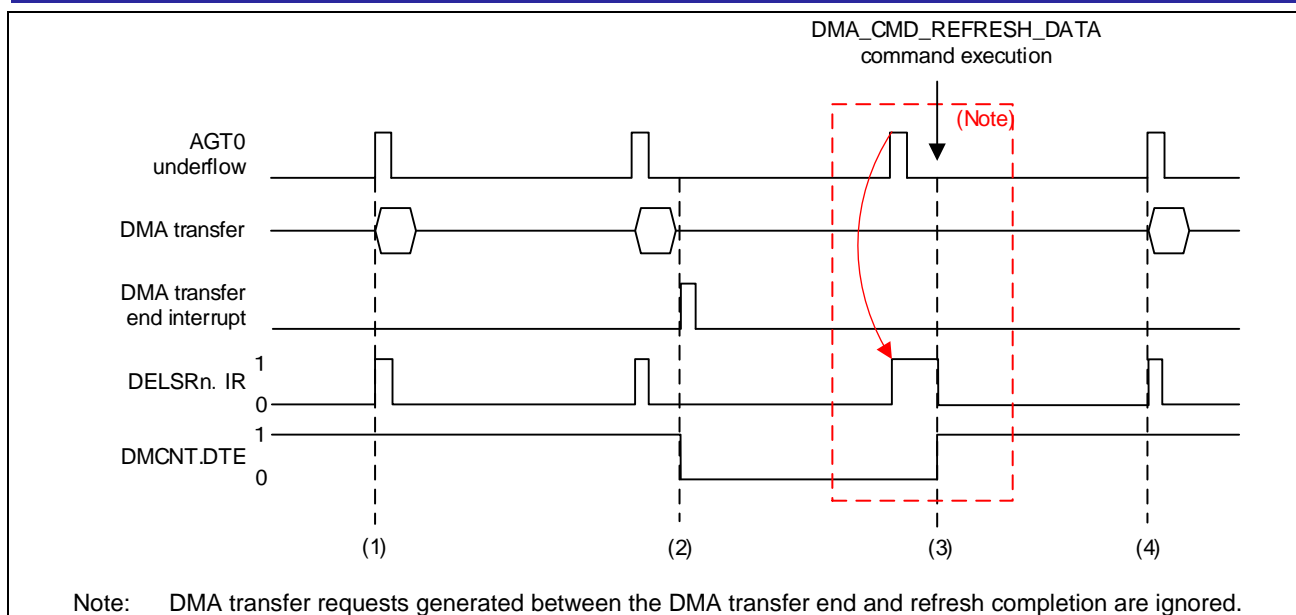 DMA_CMD_REFRESH_DATA
command execution
(Note)
AGT0
underflow
DMA transfer
DMA transfer
end interrupt
1
DELSRn. IR
0
1
DMCNT.DTE
0
(1) (2) (3) (4)
Note: DMA transfer requests generated between the DMA transfer end and refresh completion are ignored.